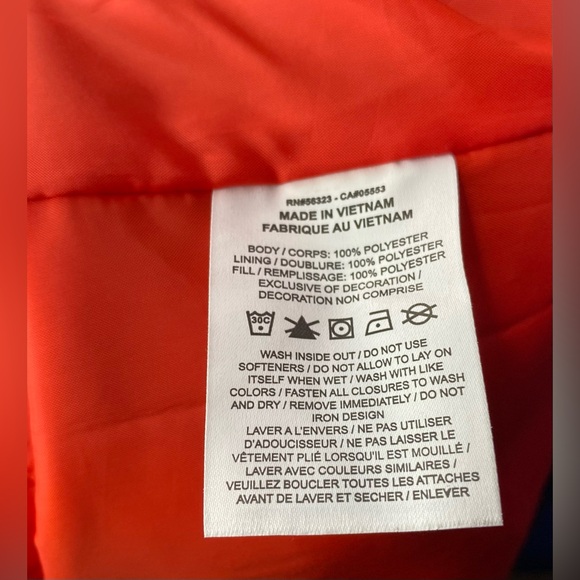 RN#56323 - CA#05553
MADE IN VIETNAM
FABRIQUE AU VIETNAM
BODY / CORPS: 100% POLYESTER
LINING / DOUBLURE: 100% POLYESTER
FILL / REMPLISSAGE: 100% POLYESTER
EXCLUSIVE OF DECORATION /
DECORATION NON COMPRISE
30C
WASH INSIDE OUT / DO NOT USE
SOFTENERS / DO NOT ALLOW TO LAY ON
ITSELF WHEN WET / WASH WITH LIKE
COLORS / FASTEN ALL CLOSURES TO WASH
AND DRY / REMOVE IMMEDIATELY / DO NOT
IRON DESIGN
LAVER A L'ENVERS / NE PAS UTILISER
D'ADOUCISSEUR / NE PAS LAISSER LE
VÊTEMENT PLIÉ LORSQU'IL EST MOUILLÉ /
LAVER AVEC COULEURS SIMILAIRES /
VEUILLEZ BOUCLER TOUTES LES ATTACHES
AVANT DE LAVER ET SECHER / ENLEVER